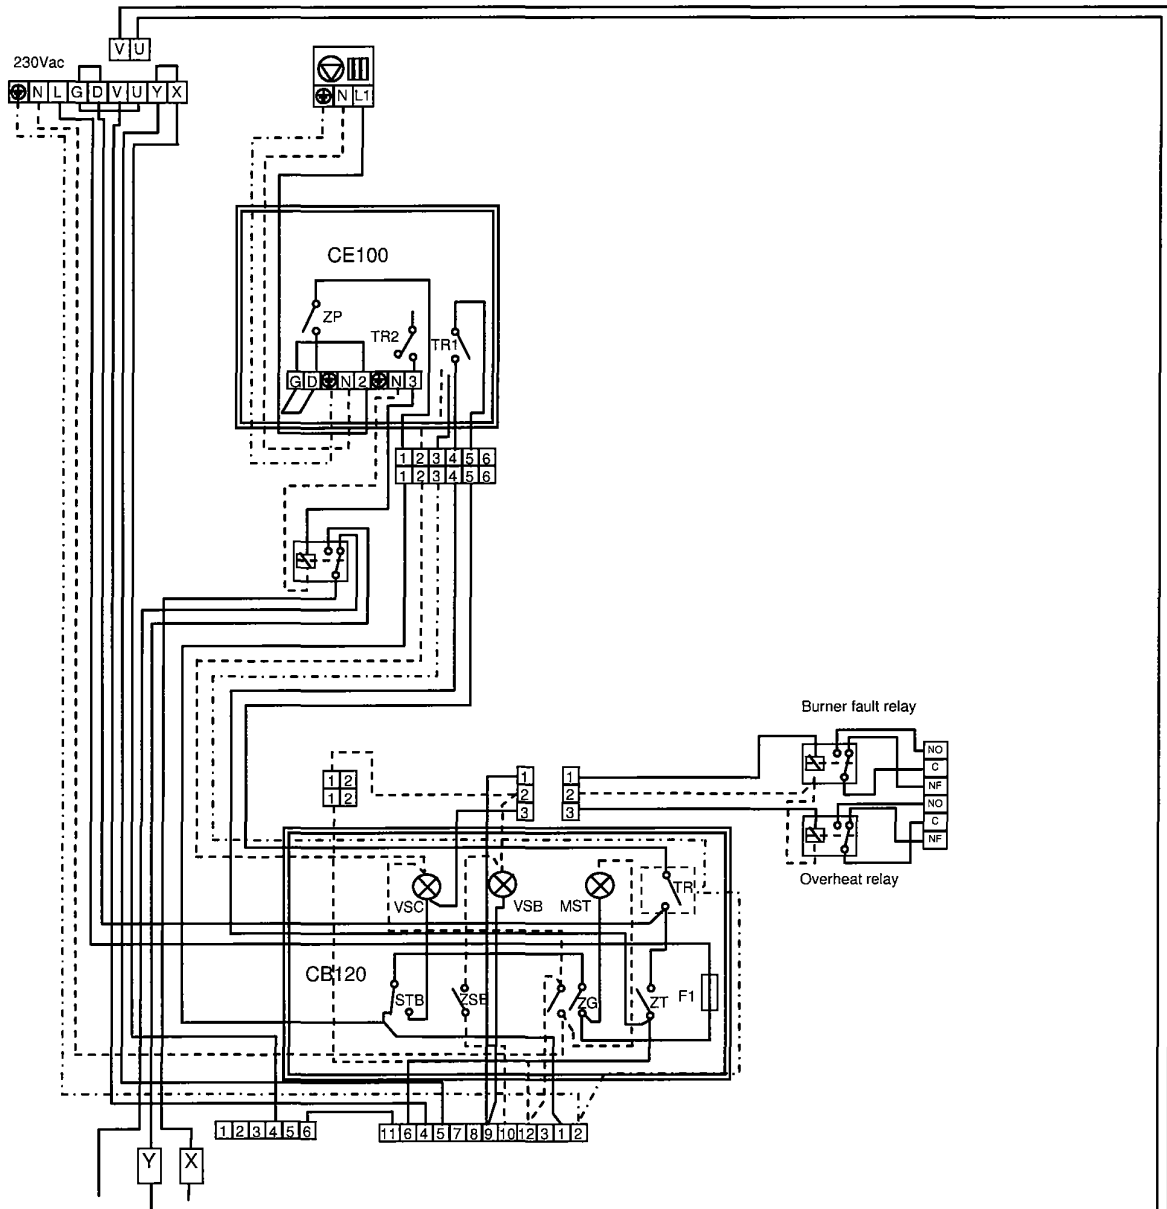 V U
230Vac
N L G D V U Y X
N L1
CE100
ZP
TR2
TR1
G D N 2 N 3
1 2 3 4 5 6
1 2 3 4 5 6
Burner fault relay
NO
C
NF
NO
C
NF
Overheat relay
1 2
1 2
1
2
3
1
2
3
VSC
VSB
MST
TR
CB120
STB
ZSB
ZG
ZT
F1
1 2 3 4 5 6
11 6 4 5 7 8 9 10 12 3 1 2
Y
X